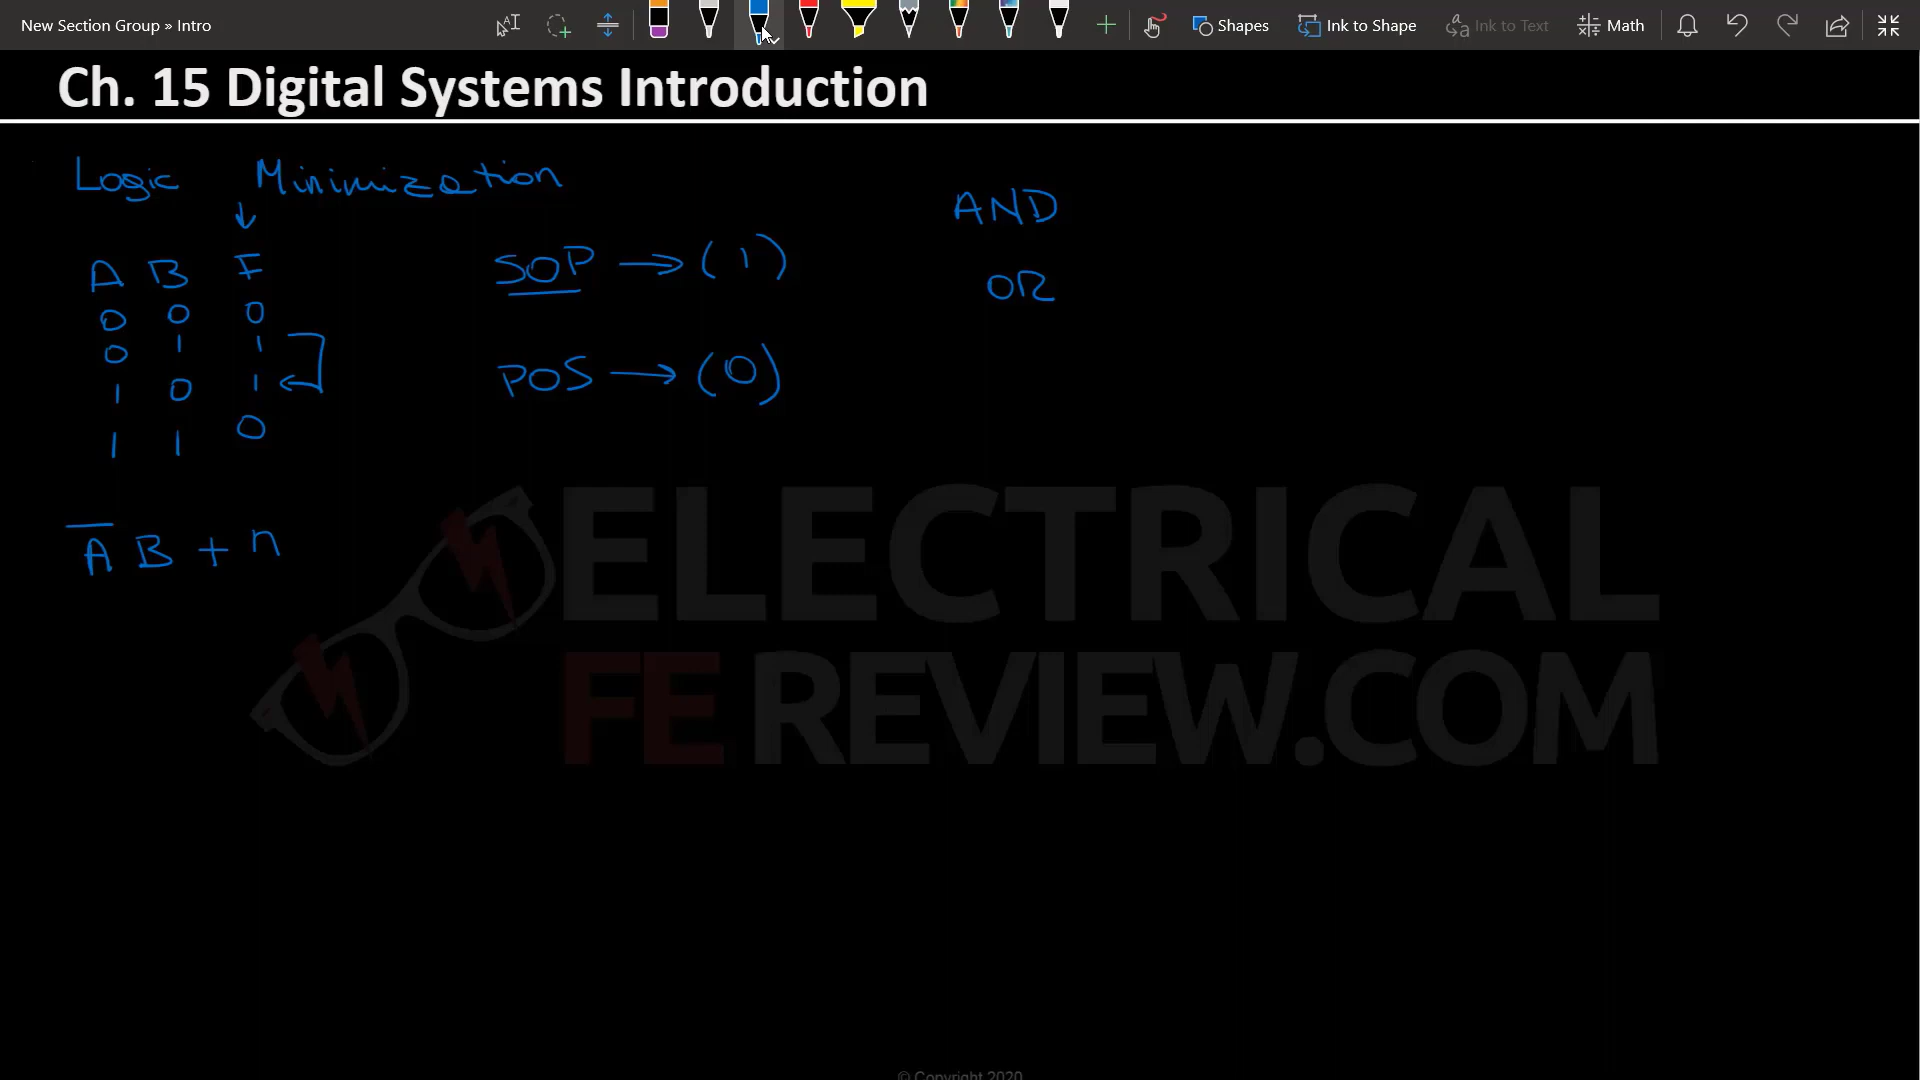 New Section Group » Intro
Shapes Ink to Shape Ink to Text Math
Ch. 15 Digital Systems Introduction
Logic Minimization
A B F
0 0 0
0 1 1
1 0 1
1 1 0
SOP → (1)
POS → (0)
AND
OR
A̅ B + n
ELECTRICAL
FE REVIEW.COM
© Copyright 2020